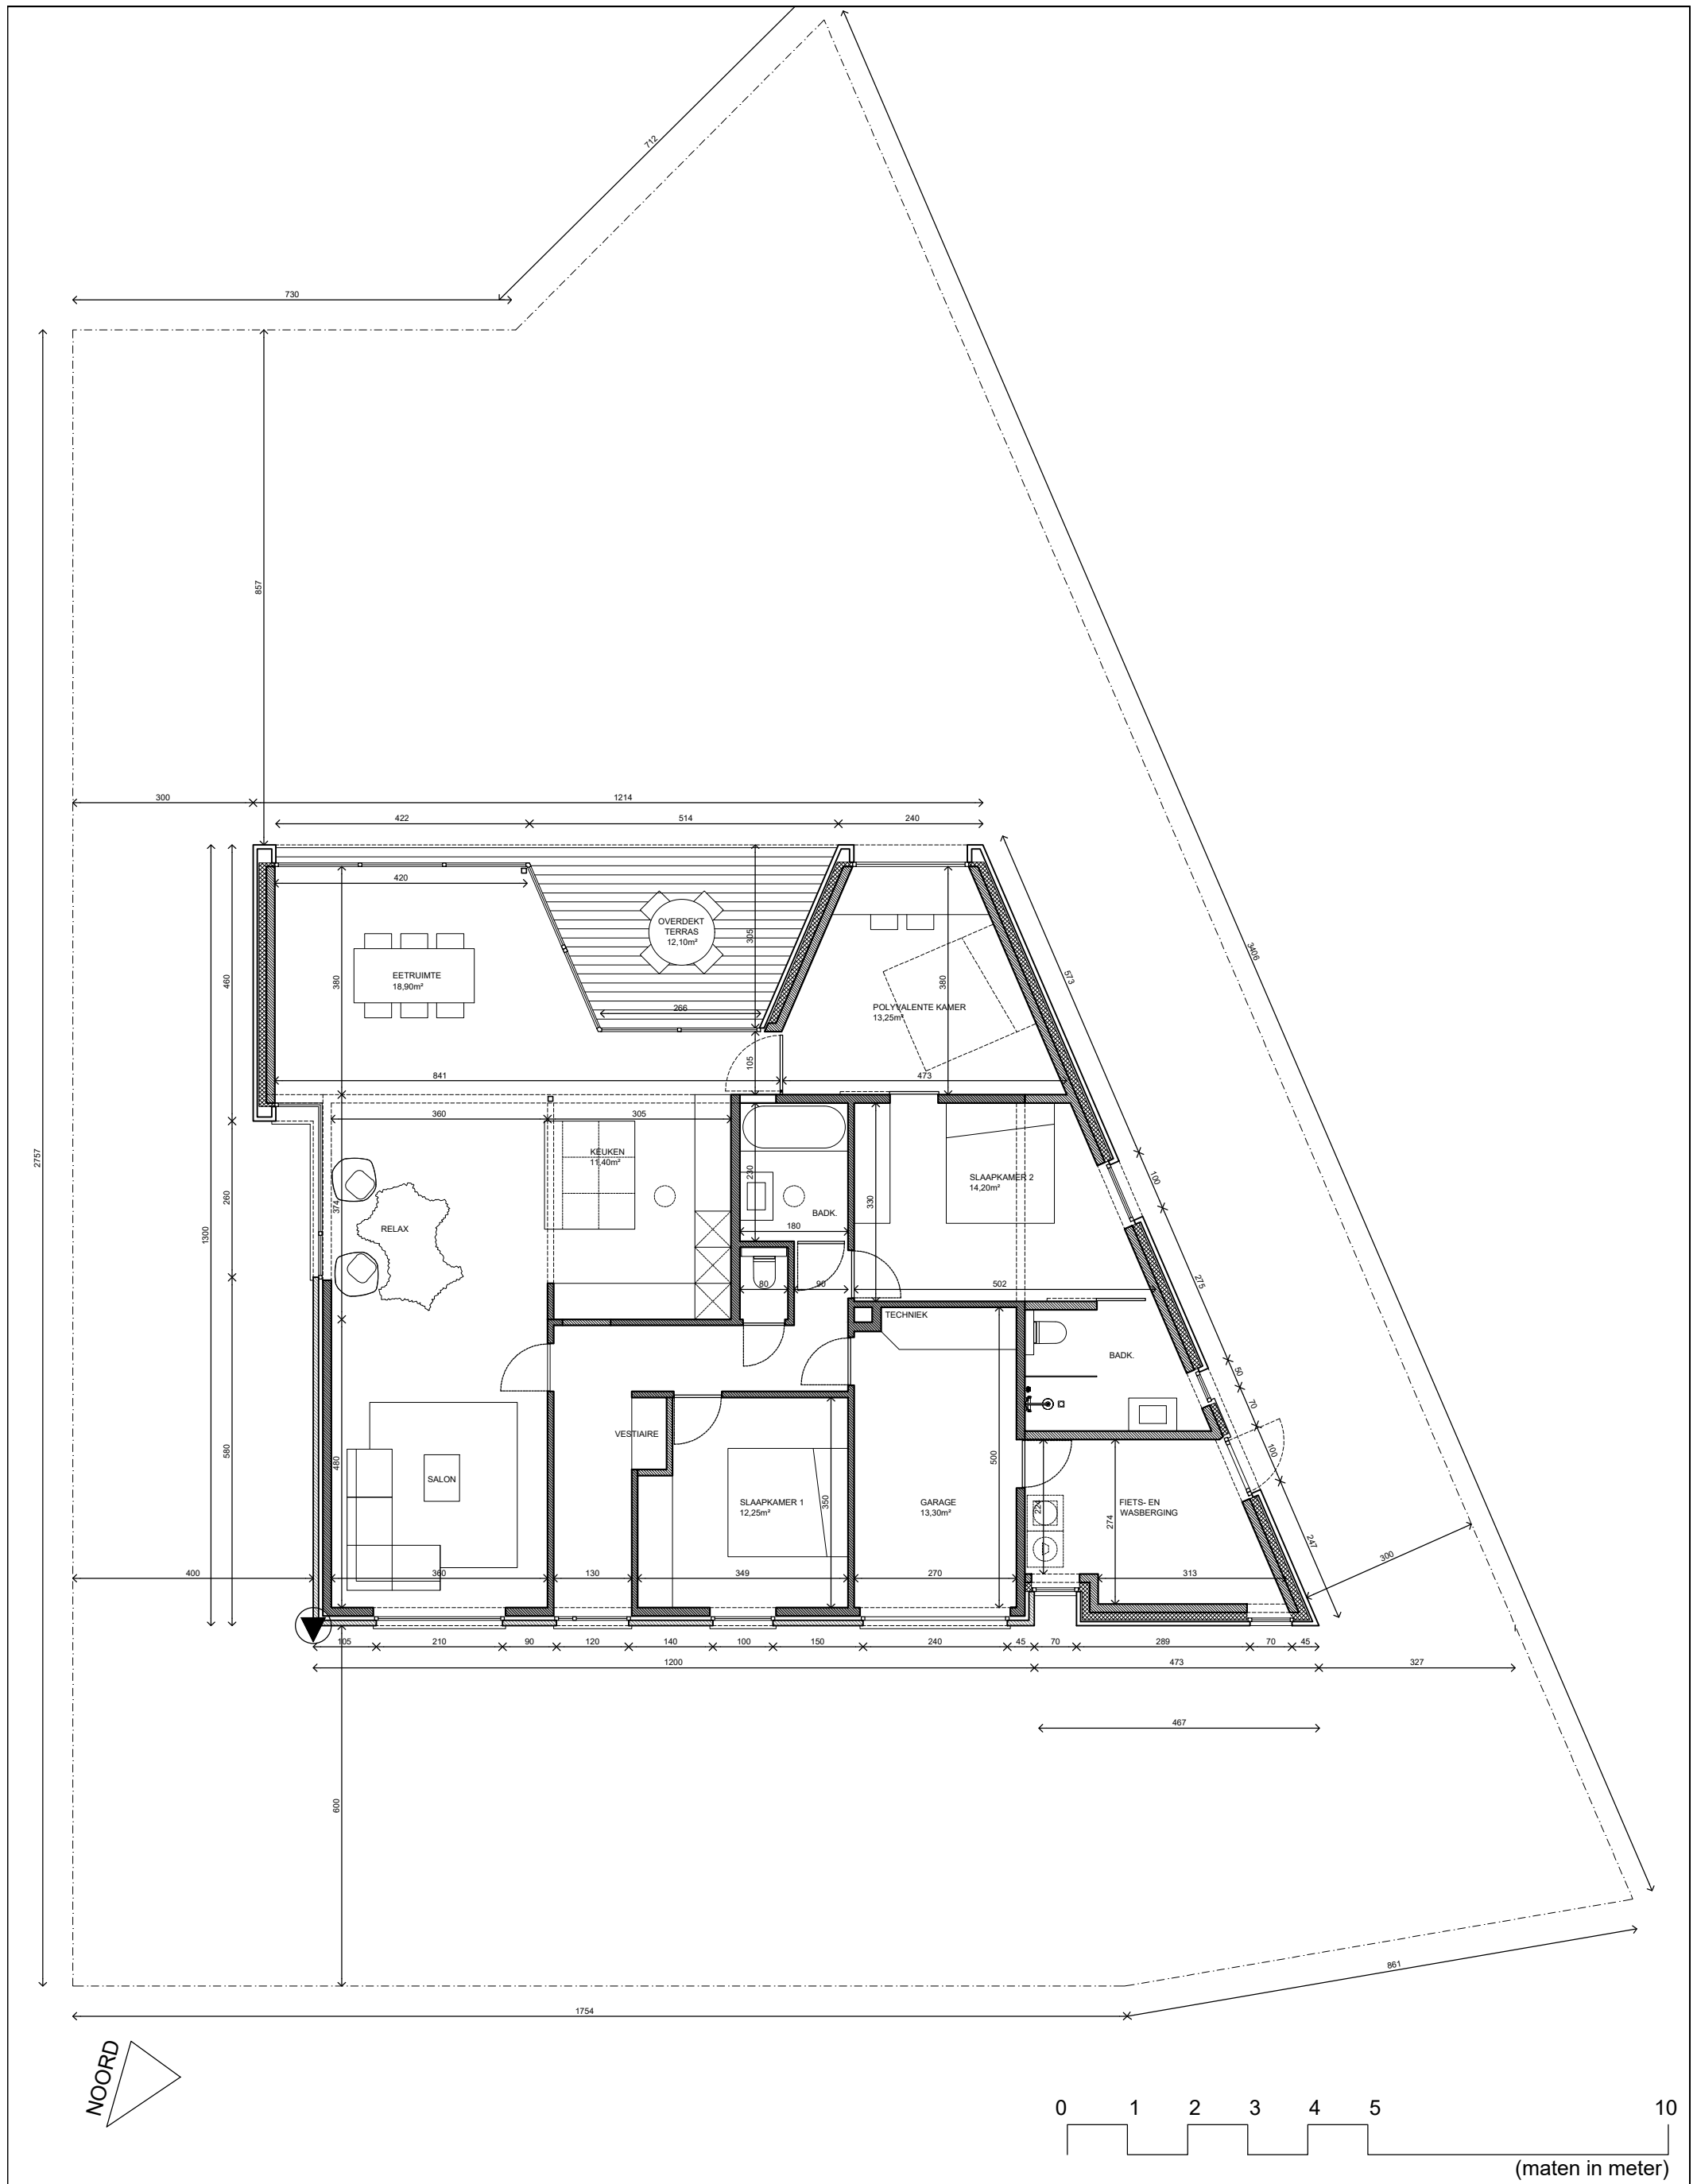 712
730
857
2757
3406
300
1214
422
514
240
420
OVERDEKT
TERRAS
12,10m²
305
460
380
EETRUIMTE
18,90m²
266
380
POLYVALENTE KAMER
13,25m²
573
105
841
473
360
305
KEUKEN
11,40m²
230
BADK.
180
330
SLAAPKAMER 2
14,20m²
100
260
374
RELAX
1300
275
80
90
502
TECHNIEK
BADK.
50
70
100
580
480
VESTIAIRE
SALON
SLAAPKAMER 1
12,25m²
350
500
GARAGE
13,30m²
224
274
FIETS- EN
WASBERGING
247
300
400
360
130
349
270
313
105
210
90
120
140
100
150
240
45
70
289
70
45
1200
473
327
467
600
861
1754
NOORD
0 1 2 3 4 5 10
(maten in meter)